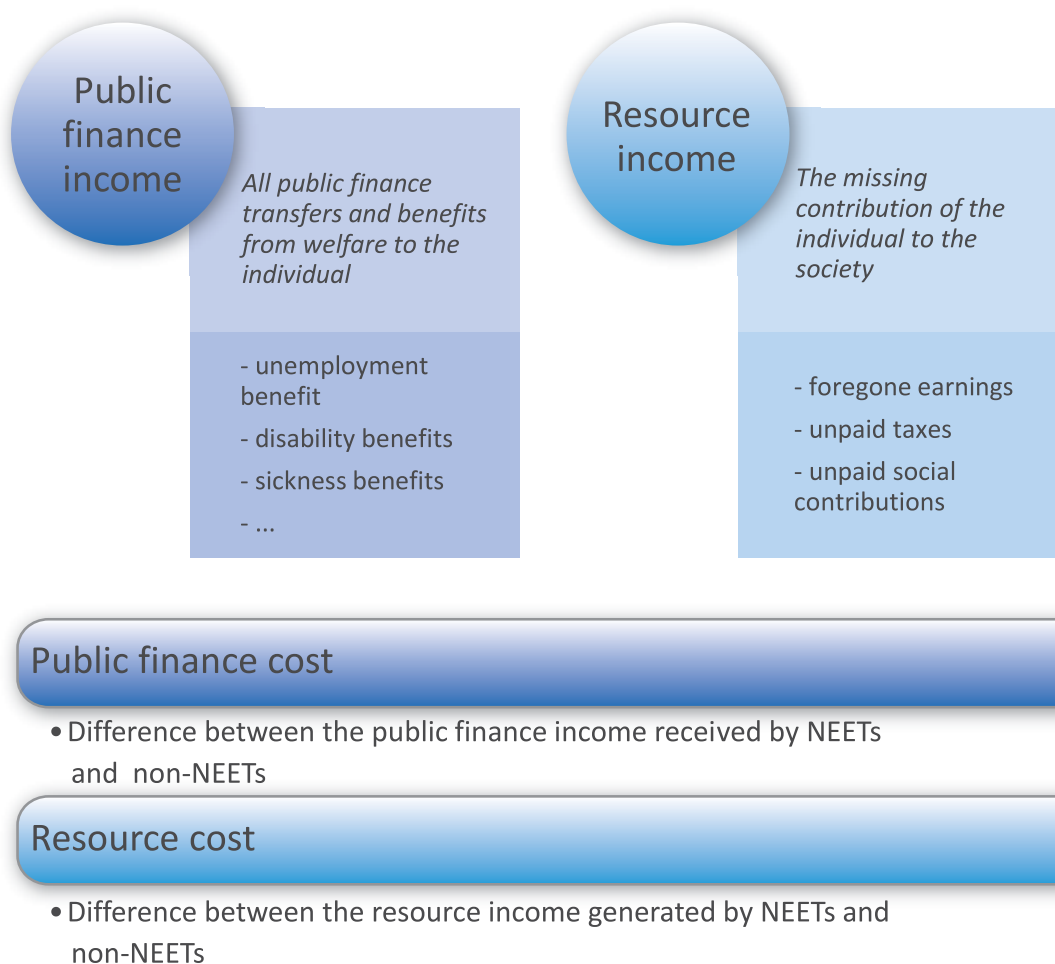 Public
finance
income
All public finance
transfers and benefits
from welfare to the
individual
- unemployment
benefit
- disability benefits
- sickness benefits
- ...
Resource
income
The missing
contribution of the
individual to the
society
- foregone earnings
- unpaid taxes
- unpaid social
contributions
Public finance cost
• Difference between the public finance income received by NEETs
and non-NEETs
Resource cost
• Difference between the resource income generated by NEETs and
non-NEETs